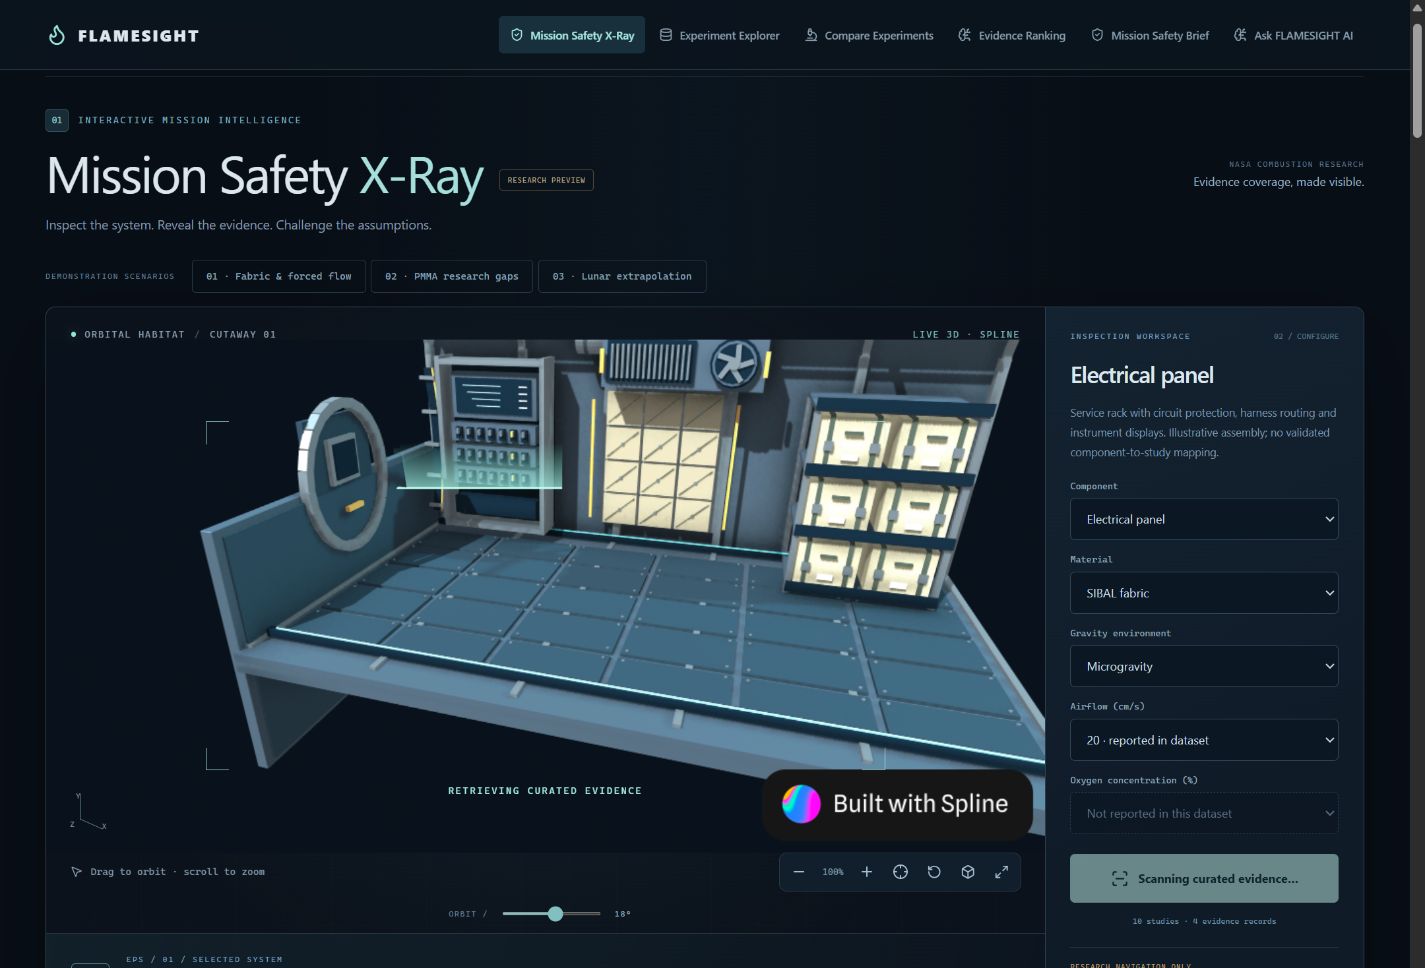 FLAMESIGHT
Mission Safety X-Ray
Experiment Explorer
Compare Experiments
Evidence Ranking
Mission Safety Brief
Ask FLAMESIGHT AI
01 INTERACTIVE MISSION INTELLIGENCE
Mission Safety X-Ray RESEARCH PREVIEW
NASA COMBUSTION RESEARCH
Evidence coverage, made visible.
Inspect the system. Reveal the evidence. Challenge the assumptions.
DEMONSTRATION SCENARIOS
01 · Fabric & forced flow
02 · PMMA research gaps
03 · Lunar extrapolation
ORBITAL HABITAT / CUTAWAY 01
LIVE 3D · SPLINE
RETRIEVING CURATED EVIDENCE
Built with Spline
Y
Z
X
Drag to orbit · scroll to zoom
100%
ORBIT /
18°
EPS / 01 / SELECTED SYSTEM
INSPECTION WORKSPACE
02 / CONFIGURE
Electrical panel
Service rack with circuit protection, harness routing and
instrument displays. Illustrative assembly; no validated
component-to-study mapping.
Component
Electrical panel
Material
SIBAL fabric
Gravity environment
Microgravity
Airflow (cm/s)
20 · reported in dataset
Oxygen concentration (%)
Not reported in this dataset
Scanning curated evidence...
10 studies · 4 evidence records
RESEARCH NAVIGATION ONLY